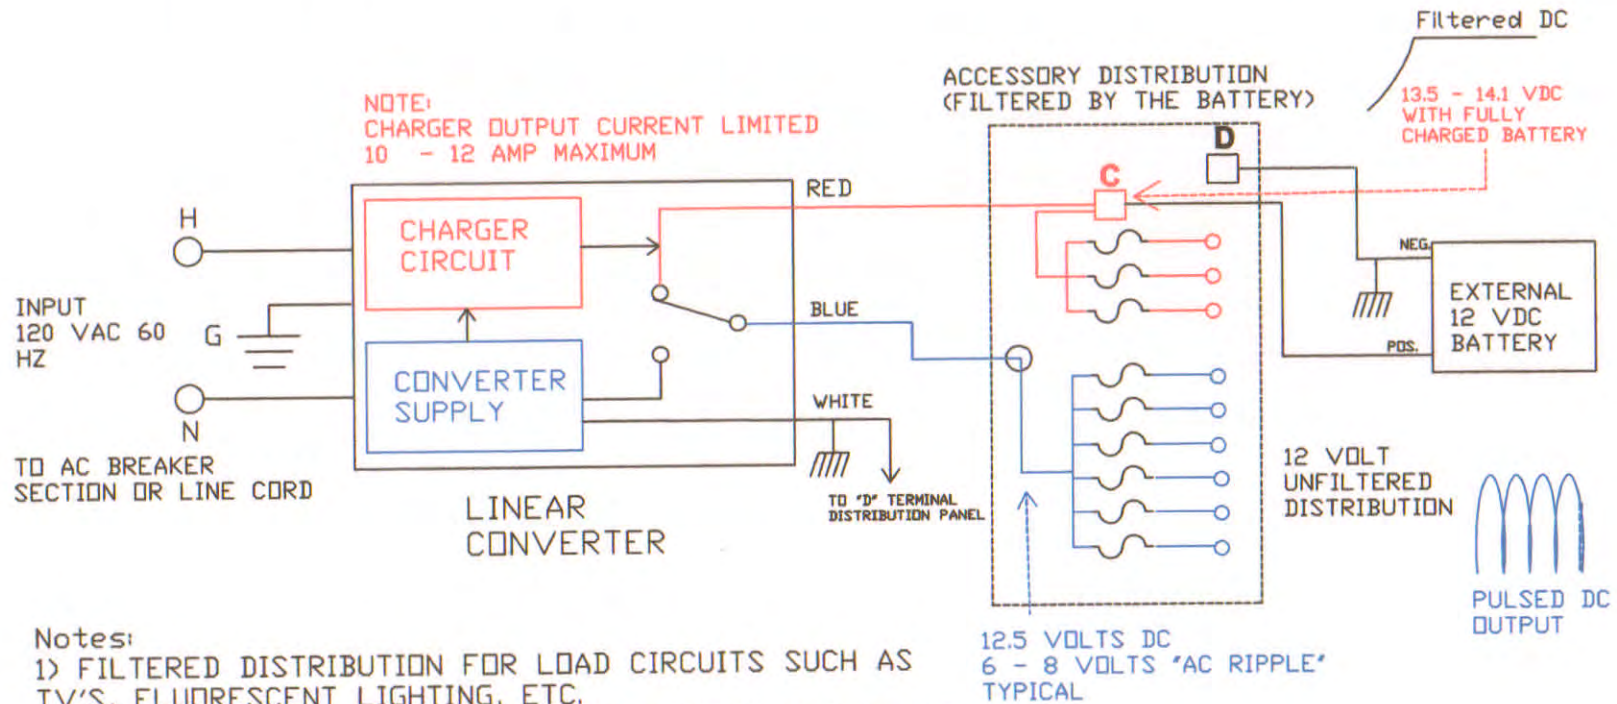 Filtered DC
ACCESSORY DISTRIBUTION
(FILTERED BY THE BATTERY)
13.5 - 14.1 VDC
WITH FULLY
CHARGED BATTERY
NOTE:
CHARGER OUTPUT CURRENT LIMITED
10 - 12 AMP MAXIMUM
D
C
RED
H
CHARGER
CIRCUIT
NEG.
EXTERNAL
12 VDC
BATTERY
POS.
INPUT
120 VAC 60
HZ
G
BLUE
CONVERTER
SUPPLY
WHITE
N
TO AC BREAKER
SECTION OR LINE CORD
TO "D" TERMINAL
DISTRIBUTION PANEL
LINEAR
CONVERTER
12 VOLT
UNFILTERED
DISTRIBUTION
PULSED DC
OUTPUT
12.5 VOLTS DC
6 - 8 VOLTS "AC RIPPLE"
TYPICAL
Notes:
1) FILTERED DISTRIBUTION FOR LOAD CIRCUITS SUCH AS
TV'S, FLUORESCENT LIGHTING, ETC.